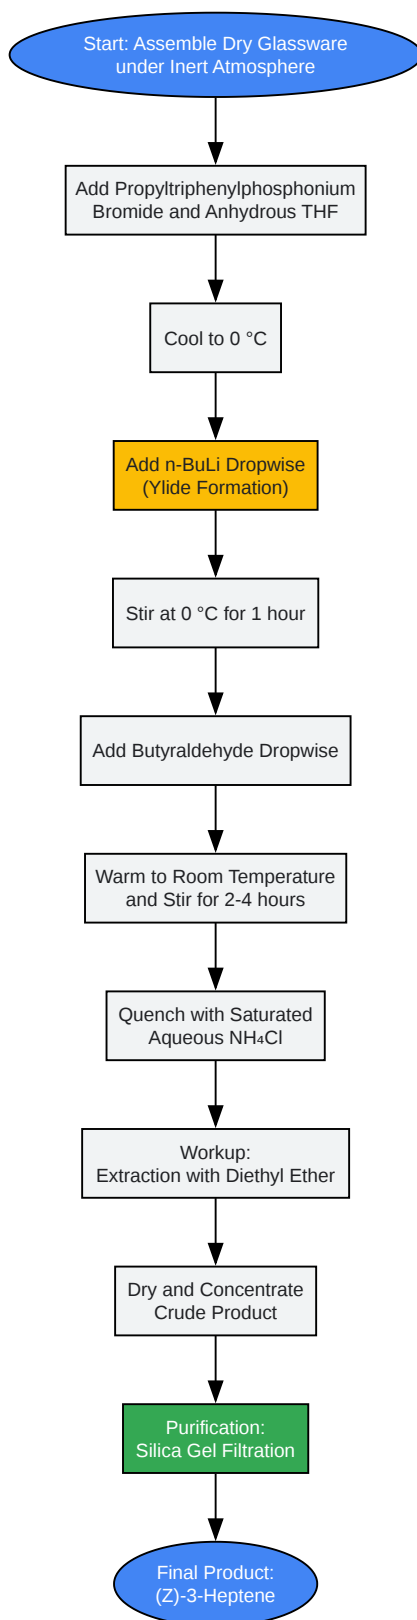 Start: Assemble Dry Glassware
under Inert Atmosphere
Add Propyltriphenylphosphonium
Bromide and Anhydrous THF
Cool to 0 °C
Add n-BuLi Dropwise
(Ylide Formation)
Stir at 0 °C for 1 hour
Add Butyraldehyde Dropwise
Warm to Room Temperature
and Stir for 2-4 hours
Quench with Saturated
Aqueous NH₄Cl
Workup:
Extraction with Diethyl Ether
Dry and Concentrate
Crude Product
Purification:
Silica Gel Filtration
Final Product:
(Z)-3-Heptene